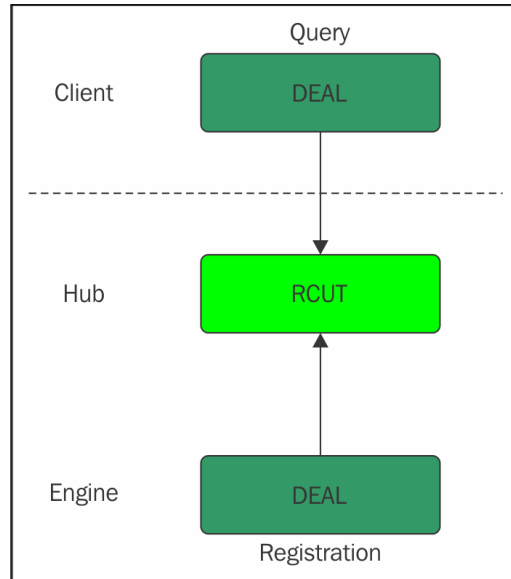 Query
Client
DEAL
Hub
RCUT
Engine
DEAL
Registration